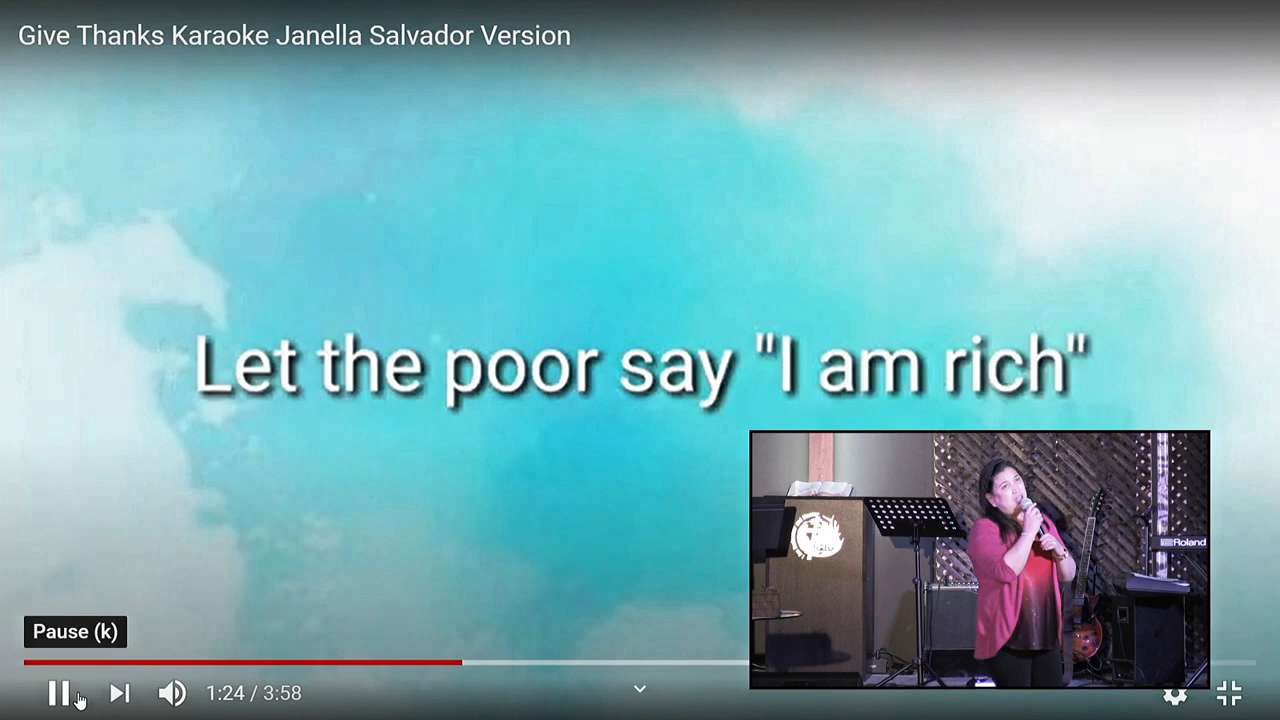 Give Thanks Karaoke Janella Salvador Version
Let the poor say "I am rich"
Roland
Pause (k)
1:24 / 3:58